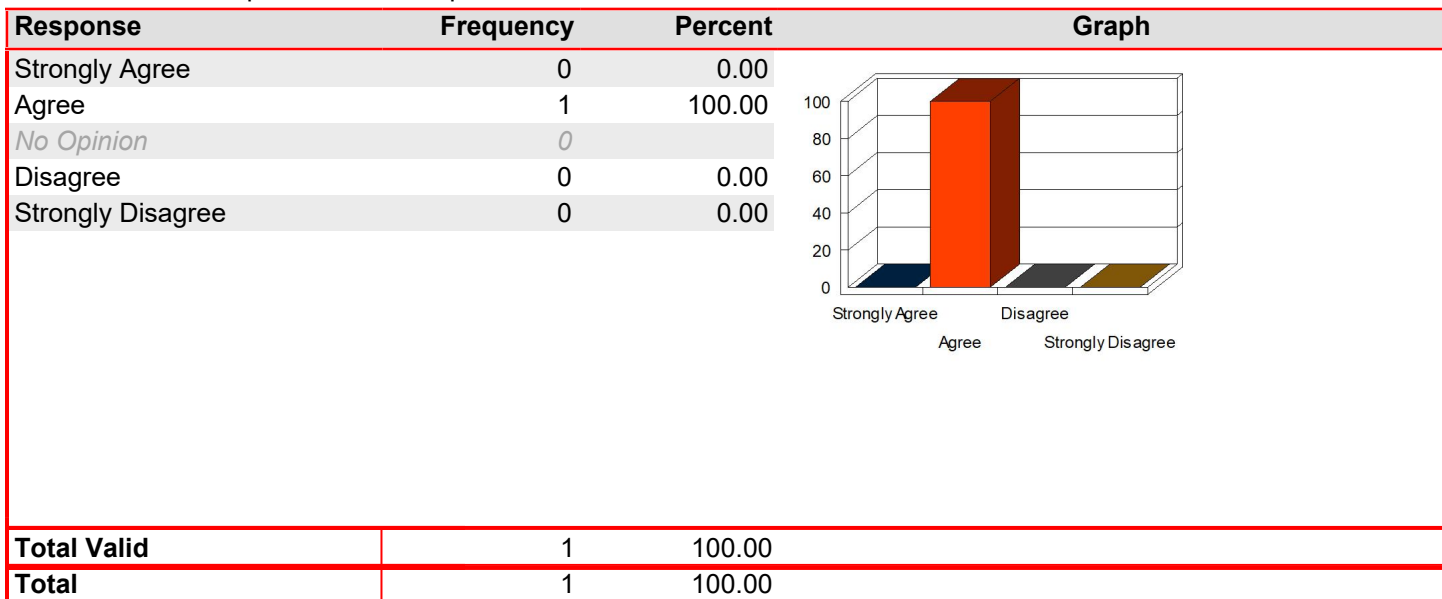 Response Frequency Percent Graph
Strongly Agree 0 0.00
Agree 1 100.00
No Opinion 0
Disagree 0 0.00
Strongly Disagree 0 0.00
100
80
60
40
20
0
Strongly Agree Disagree
Agree Strongly Disagree
Total Valid 1 100.00
Total 1 100.00